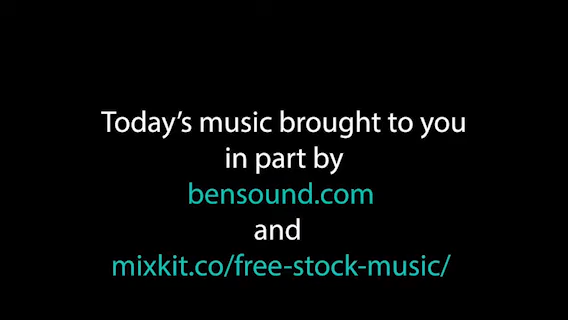 Today’s music brought to you
in part by
bensound.com
and
mixkit.co/free-stock-music/